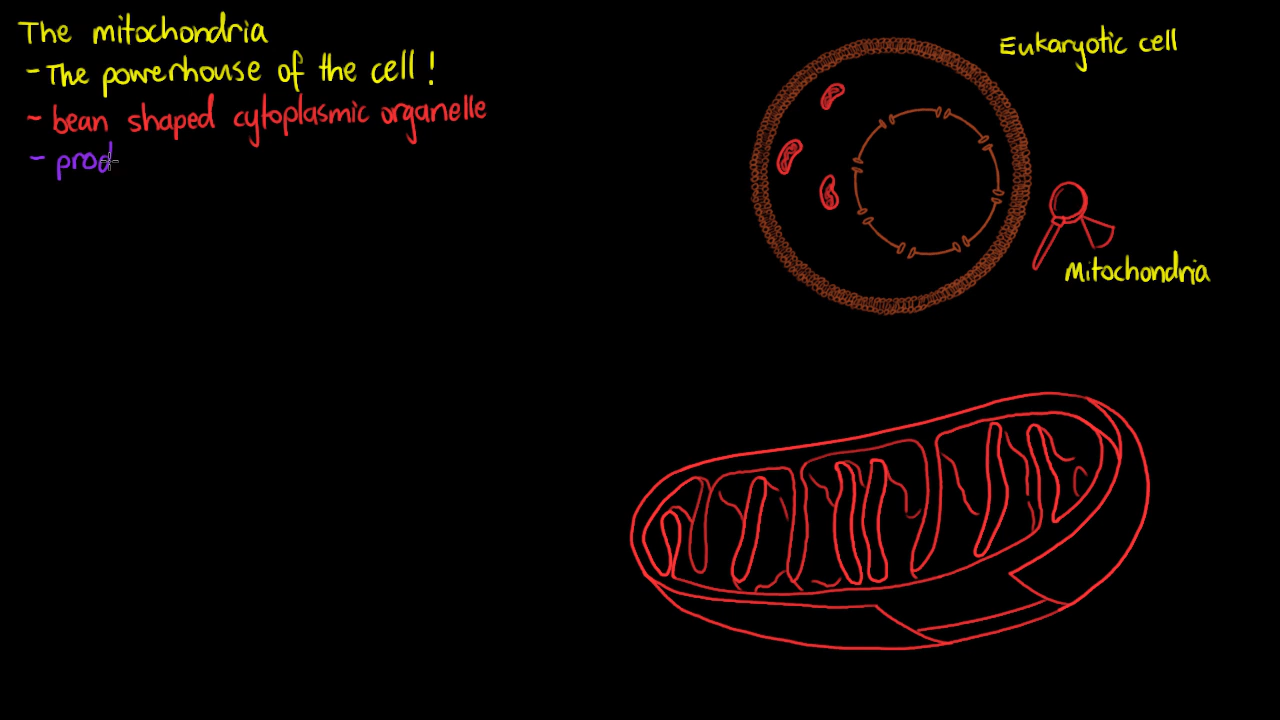 The mitochondria
- The powerhouse of the cell!
- bean shaped cytoplasmic organelle
- prod
Eukaryotic cell
Mitochondria